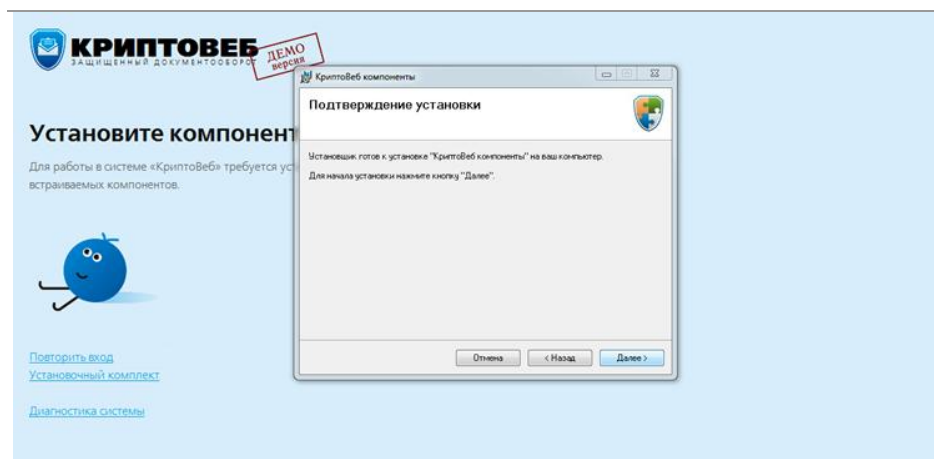 КРИПТОВЕБ
ЗАЩИЩЕННЫЙ ДОКУМЕНТООБОРОТ
ДЕМО
версия
КриптоВеб компоненты
Подтверждение установки
Установщик готов к установке "КриптоВеб компоненты" на ваш компьютер.
Для начала установки нажмите кнопку "Далее".
Отмена
< Назад
Далее >
Установите компонент
Для работы в системе «КриптоВеб» требуется ус
встраиваемых компонентов.
Повторить вход
Установочный комплект
Диагностика системы